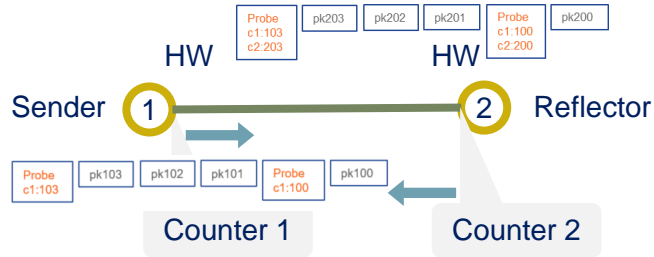 Probe
c1:103
c2:203
pk203
pk202
pk201
Probe
c1:100
c2:200
pk200
HW
HW
Sender
1
2
Reflector
Probe
c1:103
pk103
pk102
pk101
Probe
c1:100
pk100
Counter 1
Counter 2